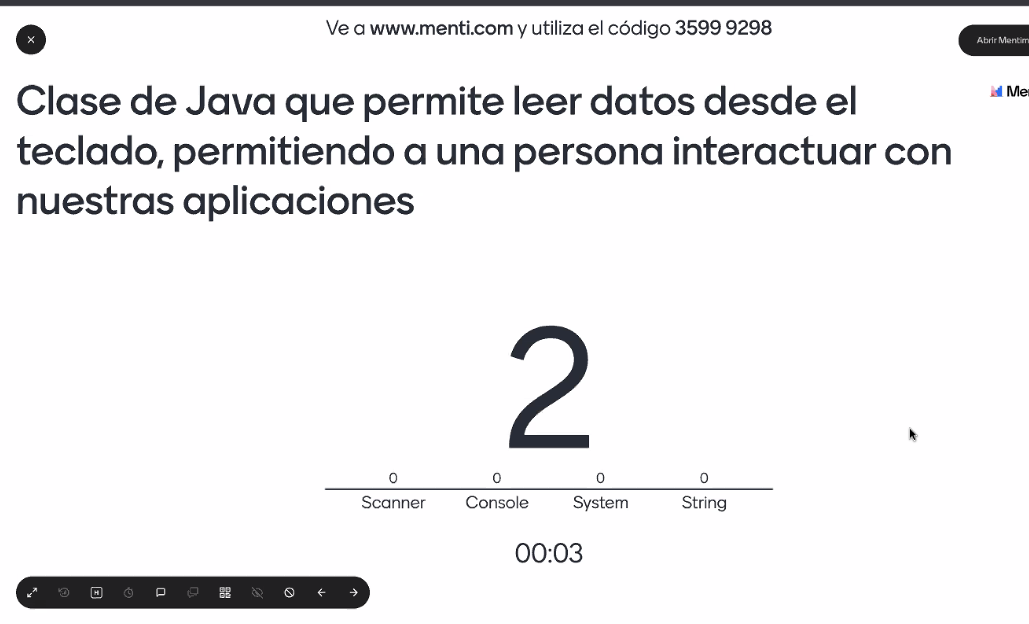 Ve a www.menti.com y utiliza el código 3599 9298
Abrir Mentim
Clase de Java que permite leer datos desde el
teclado, permitiendo a una persona interactuar con
nuestras aplicaciones
Me
2
0 0 0 0
Scanner Console System String
00:03
H